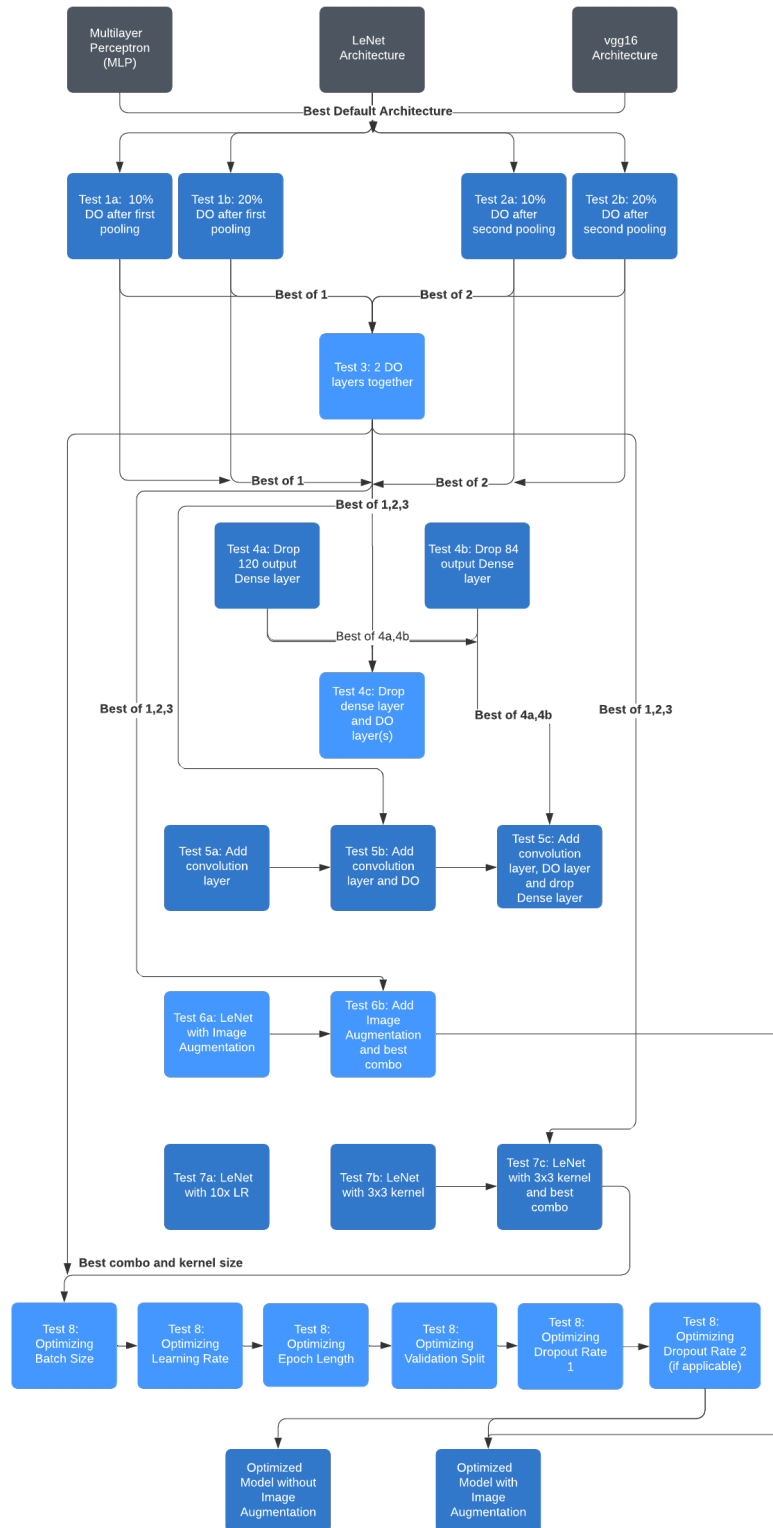 Multilayer
Perceptron
(MLP)
LeNet
Architecture
vgg16
Architecture
Best Default Architecture
Test 1a: 10%
DO after first
pooling
Test 1b: 20%
DO after first
pooling
Test 2a: 10%
DO after
second pooling
Test 2b: 20%
DO after
second pooling
Best of 1
Best of 2
Test 3: 2 DO
layers together
Best of 1
Best of 2
Best of 1,2,3
Test 4a: Drop
120 output
Dense layer
Test 4b: Drop 84
output Dense
layer
Best of 4a,4b
Test 4c: Drop
dense layer
and DO
layer(s)
Best of 1,2,3
Best of 4a,4b
Best of 1,2,3
Test 5a: Add
convolution
layer
Test 5b: Add
convolution
layer and DO
Test 5c: Add
convolution
layer, DO layer
and drop
Dense layer
Test 6a: LeNet
with Image
Augmentation
Test 6b: Add
Image
Augmentation
and best
combo
Test 7a: LeNet
with 10x LR
Test 7b: LeNet
with 3x3 kernel
Test 7c: LeNet
with 3x3 kernel
and best
combo
Best combo and kernel size
Test 8:
Optimizing
Batch Size
Test 8:
Optimizing
Learning Rate
Test 8:
Optimizing
Epoch Length
Test 8:
Optimizing
Validation Split
Test 8:
Optimizing
Dropout Rate
1
Test 8:
Optimizing
Dropout Rate 2
(if applicable)
Optimized
Model without
Image
Augmentation
Optimized
Model with
Image
Augmentation